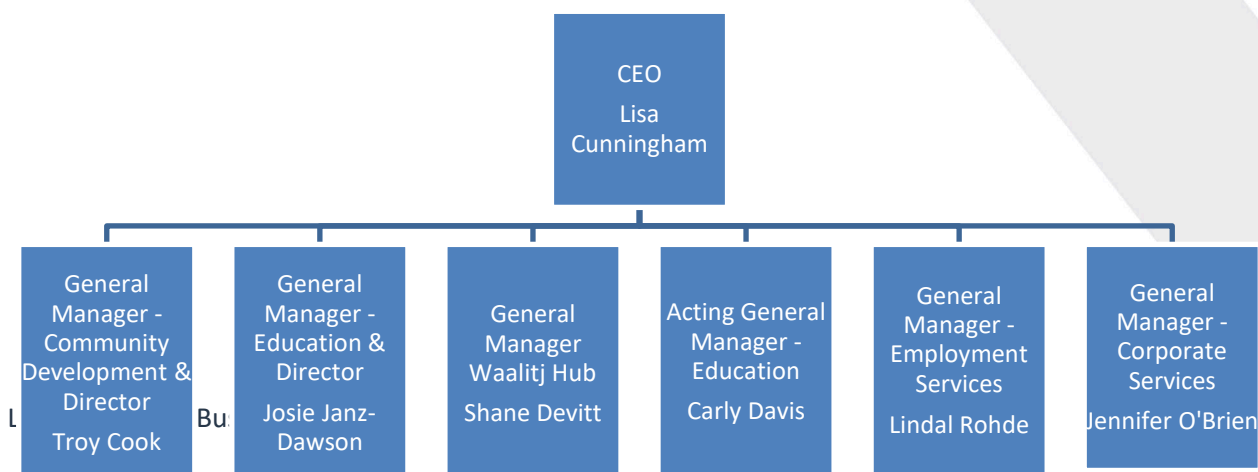 CEO
Lisa
Cunningham
General
Manager -
Community
Development &
Director
Troy Cook
General
Manager -
Education &
Director
Josie Janz-
Dawson
General
Manager
Waalitj Hub
Shane Devitt
Acting General
Manager -
Education
Carly Davis
General
Manager -
Employment
Services
Lindal Rohde
General
Manager -
Corporate
Services
Jennifer O'Brien